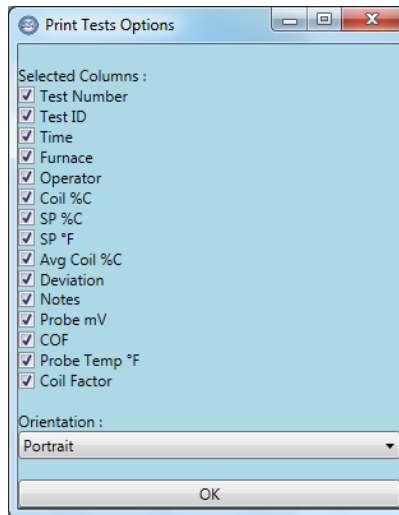 Print Tests Options
Selected Columns :
Test Number
Test ID
Time
Furnace
Operator
Coil %C
SP %C
SP °F
Avg Coil %C
Deviation
Notes
Probe mV
COF
Probe Temp °F
Coil Factor
Orientation :
Portrait
OK